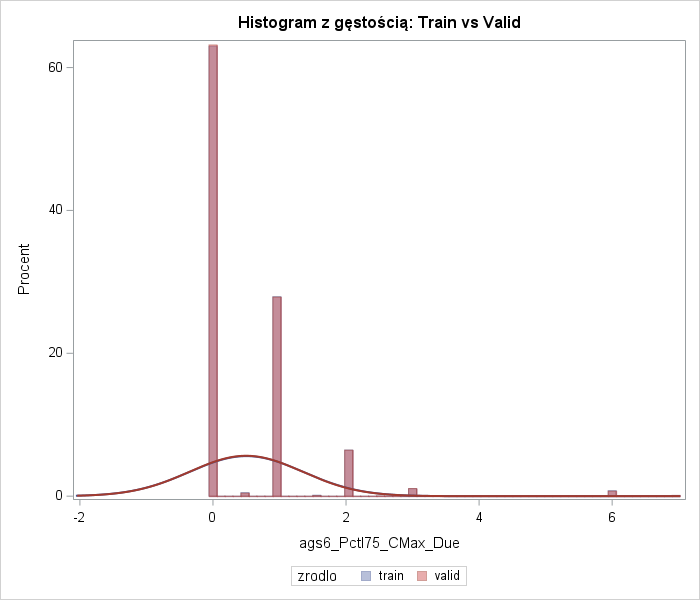 Histogram z gęstością: Train vs Valid
60
40
20
0
Procent
-2 0 2 4 6
ags6_Pctl75_CMax_Due
zrodlo train valid